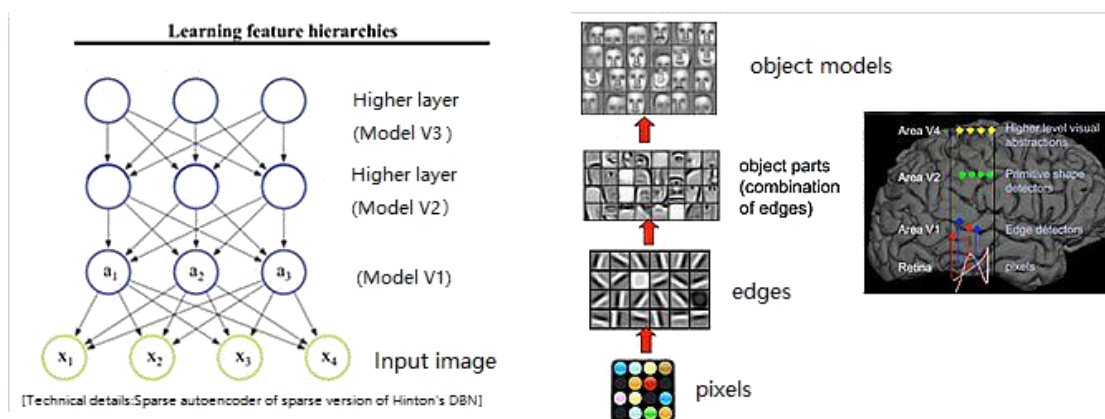 Learning feature hierarchies
Higher layer
(Model V3)
Higher layer
(Model V2)
a1
a2
a3
(Model V1)
x1
x2
x3
x4
Input image
[Technical details:Sparse autoencoder of sparse version of Hinton's DBN]
object models
object parts
(combination
of edges)
edges
pixels
Area V4
Higher level visual
abstractions
Area V2
Primitive shape
detectors
Area V1
Edge detectors
Retina
pixels